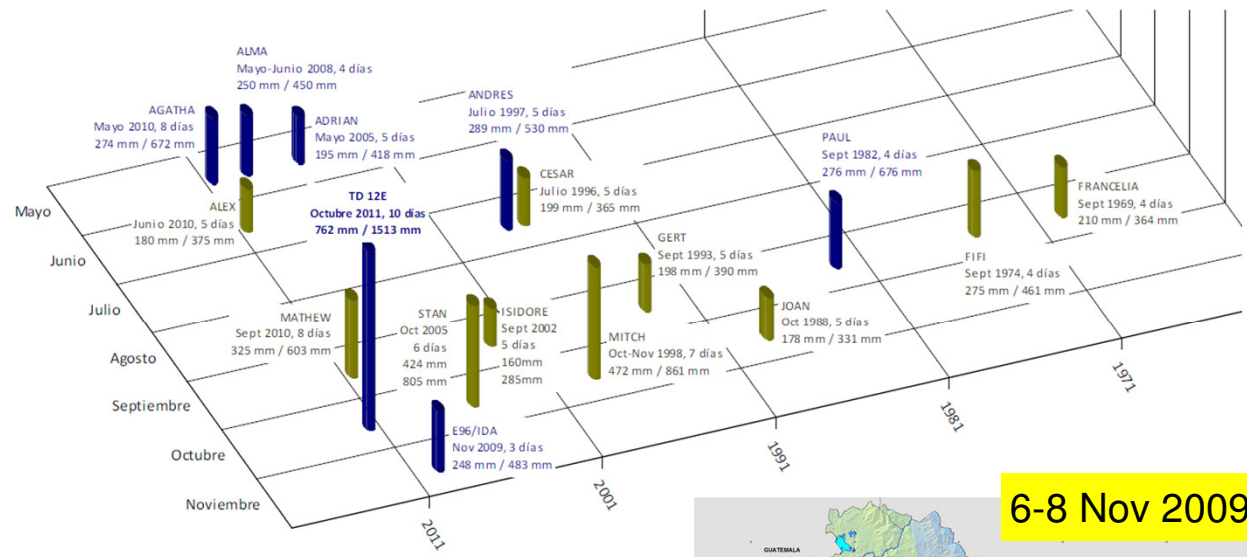 ALMA
Mayo-Junio 2008, 4 días
250 mm / 450 mm
AGATHA
Mayo 2010, 8 días
274 mm / 672 mm
ADRIAN
Mayo 2005, 5 días
195 mm / 418 mm
ANDRES
Julio 1997, 5 días
289 mm / 530 mm
CESAR
Julio 1996, 5 días
199 mm / 365 mm
PAUL
Sept 1982, 4 días
276 mm / 676 mm
FRANCELIA
Sept 1969, 4 días
210 mm / 364 mm
ALEX
Junio 2010, 5 días
180 mm / 375 mm
TD 12E
Octubre 2011, 10 días
762 mm / 1513 mm
GERT
Sept 1993, 5 días
198 mm / 390 mm
FIFI
Sept 1974, 4 días
275 mm / 461 mm
MATHEW
Sept 2010, 8 días
325 mm / 603 mm
STAN
Oct 2005
6 días
424 mm
805 mm
ISIDORE
Sept 2002
5 días
160mm
285mm
MITCH
Oct-Nov 1998, 7 días
472 mm / 861 mm
JOAN
Oct 1988, 5 días
178 mm / 331 mm
E96/IDA
Nov 2009, 3 días
248 mm / 483 mm
Mayo
Junio
Julio
Agosto
Septiembre
Octubre
Noviembre
2011
2001
1991
1981
1971
6-8 Nov 2009
GUATEMALA